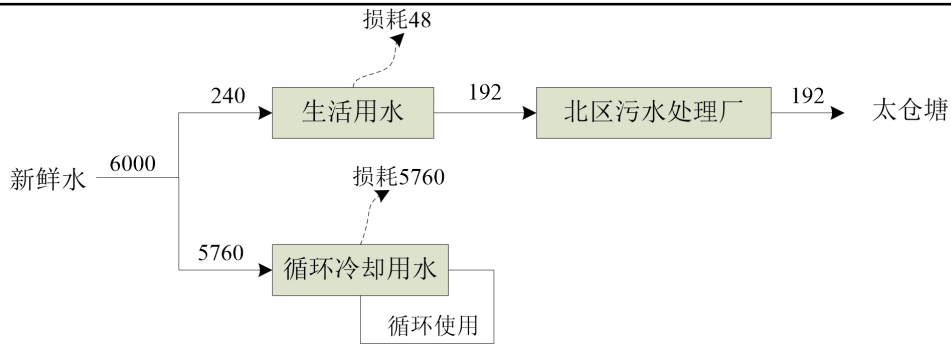 损耗48
240
生活用水
192
北区污水处理厂
192
太仓塘
新鲜水
6000
损耗5760
5760
循环冷却用水
循环使用